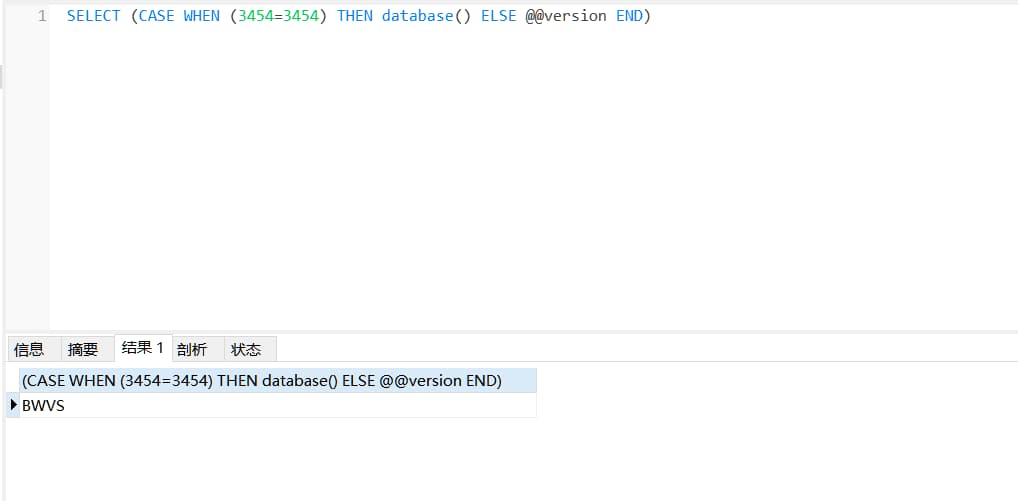 1 SELECT (CASE WHEN (3454=3454) THEN database() ELSE @@version END)
信息 摘要 结果 1 剖析 状态
(CASE WHEN (3454=3454) THEN database() ELSE @@version END)
BWVS